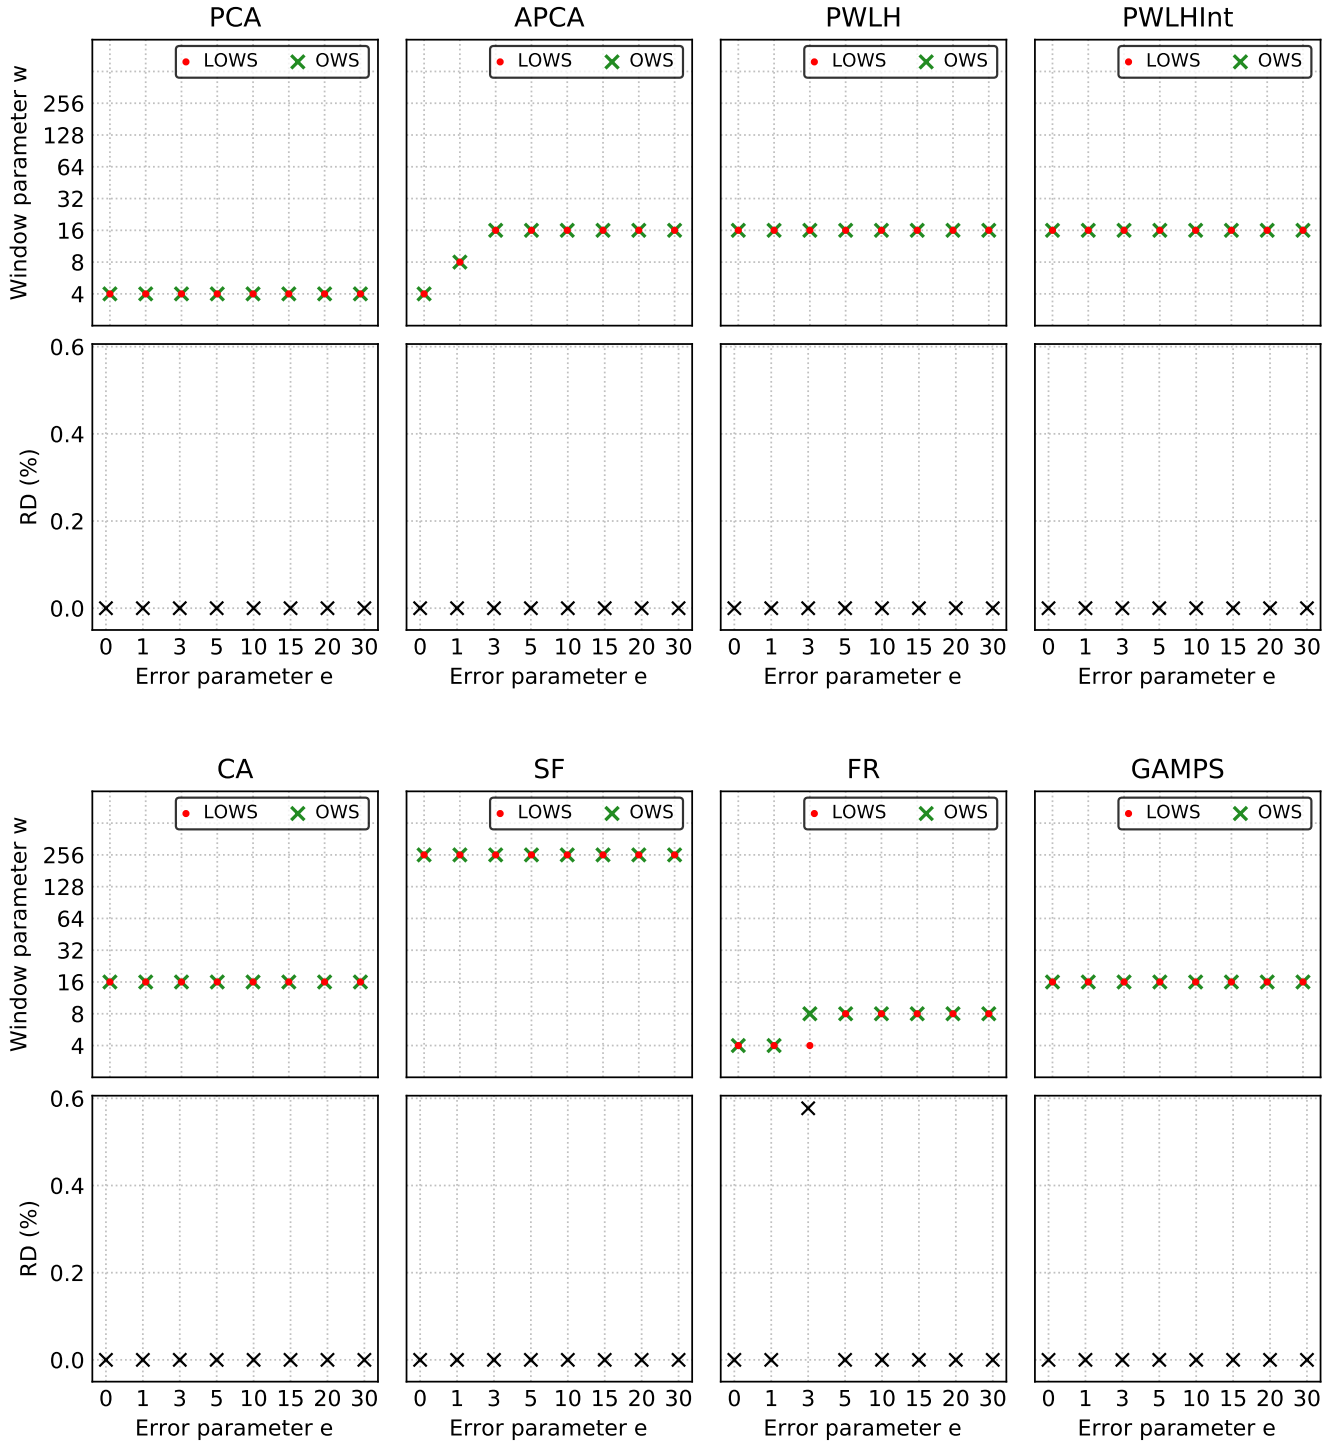 PCA APCA PWLH PWLHInt
LOWS OWS LOWS OWS LOWS OWS LOWS OWS
Window parameter w
256
128
64
32
16
8
4
RD (%)
0.6
0.4
0.2
0.0
0 1 3 5 10 15 20 30 0 1 3 5 10 15 20 30 0 1 3 5 10 15 20 30 0 1 3 5 10 15 20 30
Error parameter e Error parameter e Error parameter e Error parameter e
CA SF FR GAMPS
LOWS OWS LOWS OWS LOWS OWS LOWS OWS
Window parameter w
256
128
64
32
16
8
4
RD (%)
0.6
0.4
0.2
0.0
0 1 3 5 10 15 20 30 0 1 3 5 10 15 20 30 0 1 3 5 10 15 20 30 0 1 3 5 10 15 20 30
Error parameter e Error parameter e Error parameter e Error parameter e